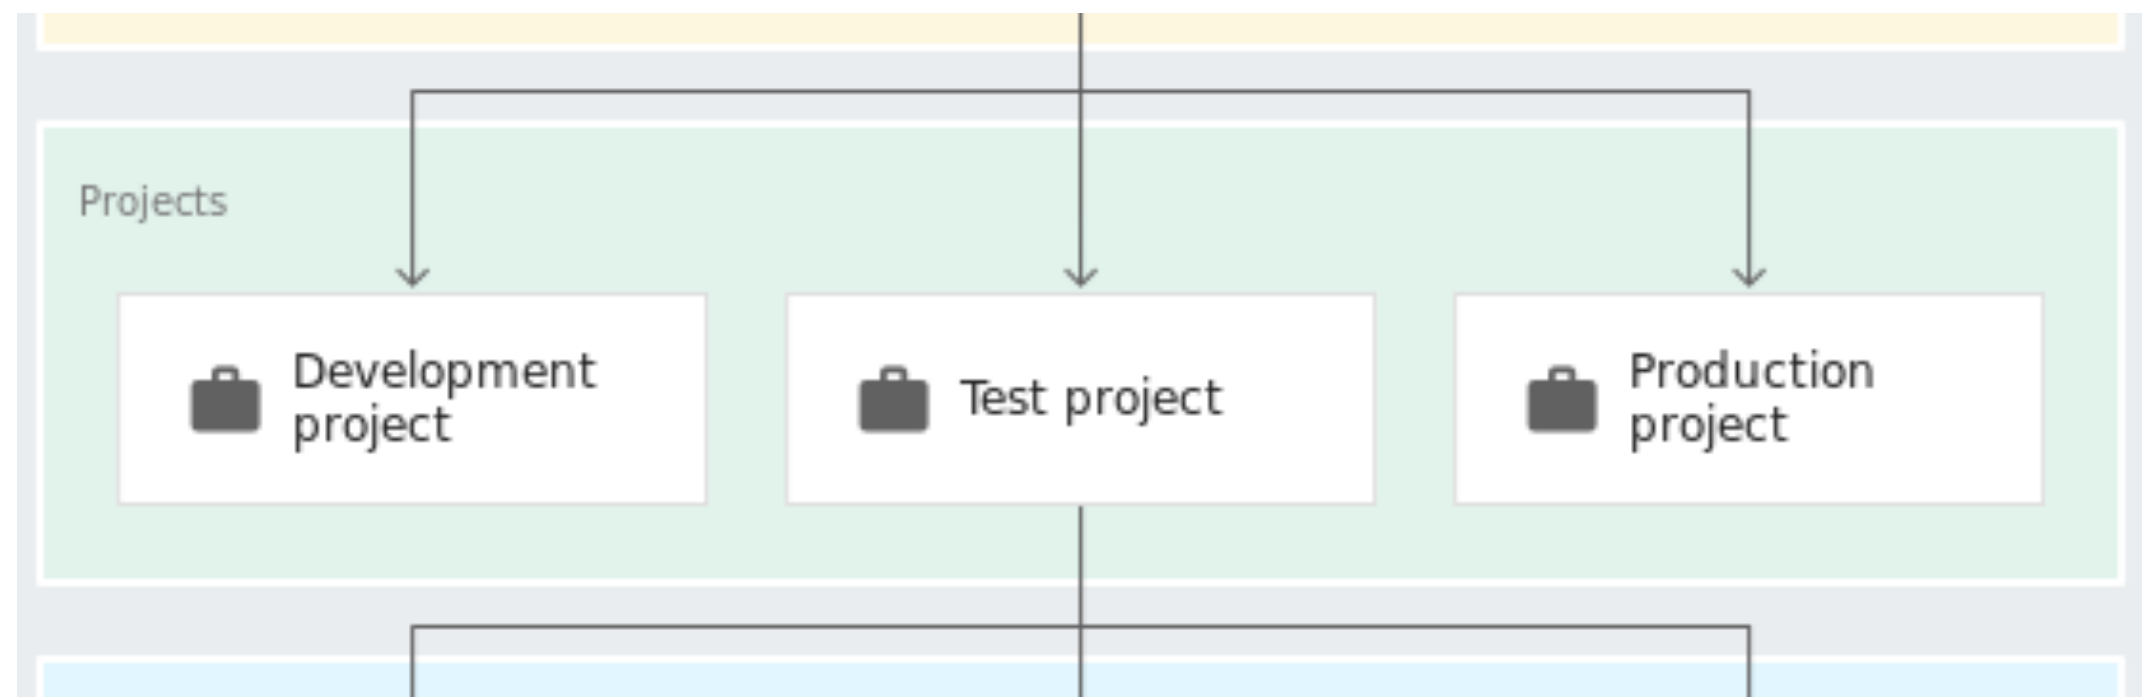 Projects
Development
project
Test project
Production
project